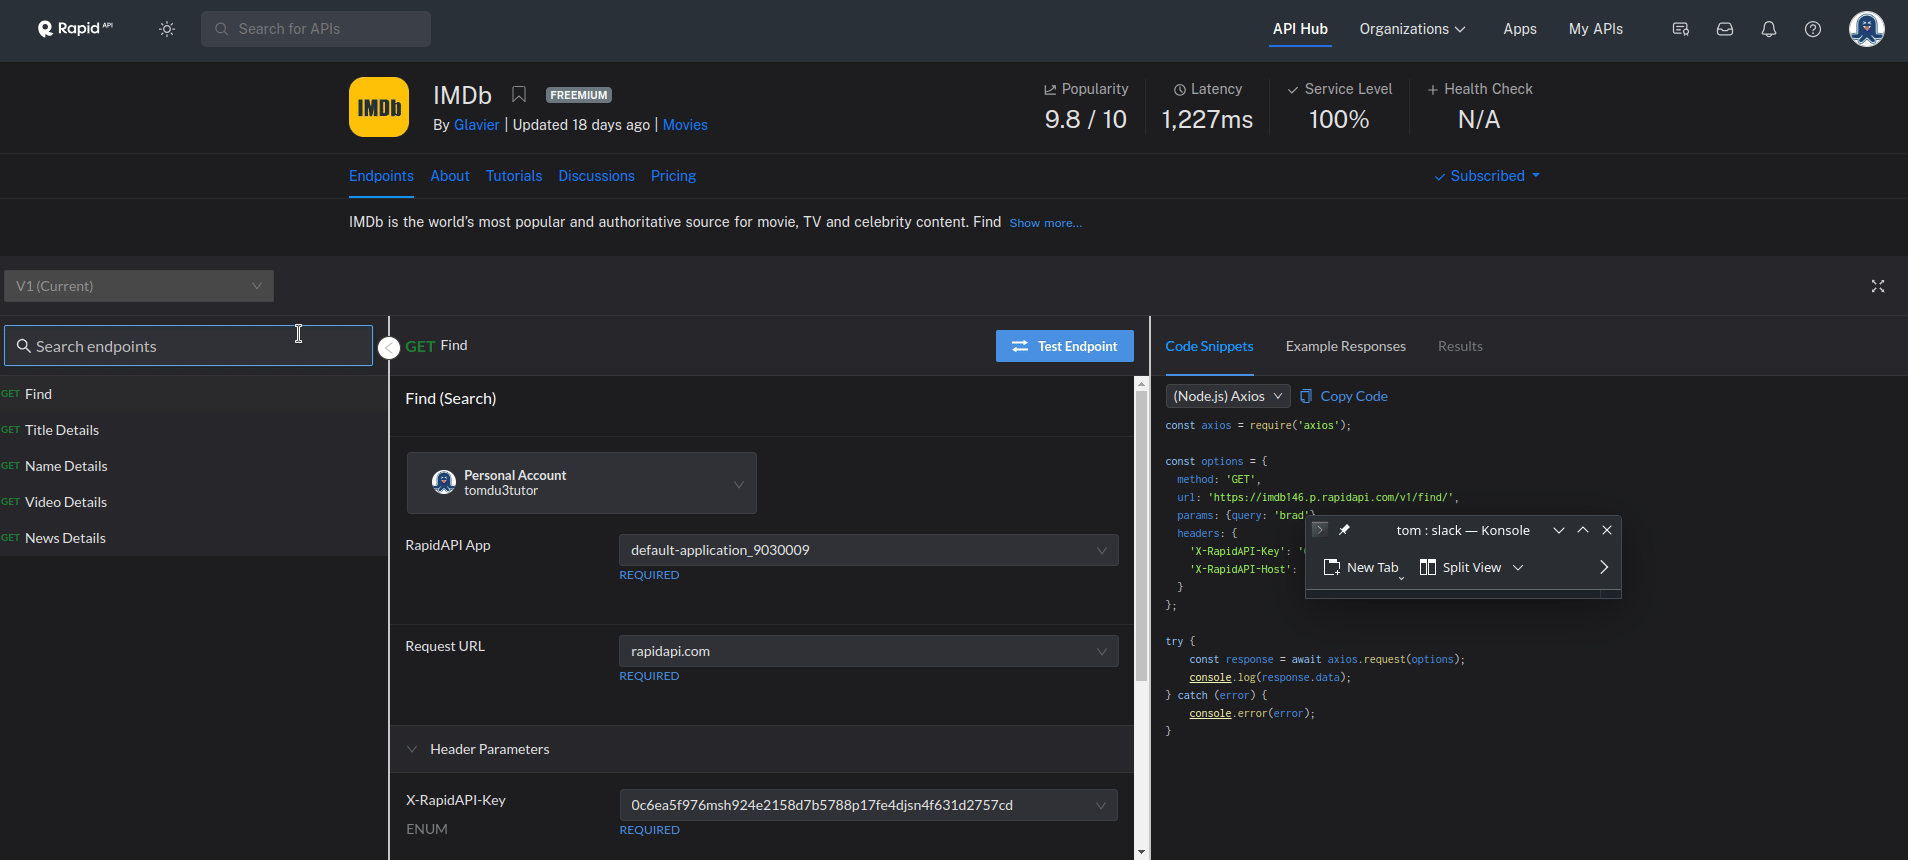 Rapid API
Search for APIs
API Hub
Organizations
Apps
My APIs
IMDb
IMDb
FREEMIUM
By Glavier | Updated 18 days ago | Movies
Popularity
9.8 / 10
Latency
1,227ms
Service Level
100%
Health Check
N/A
Endpoints
About
Tutorials
Discussions
Pricing
Subscribed
IMDb is the world's most popular and authoritative source for movie, TV and celebrity content. Find Show more...
V1 (Current)
Search endpoints
GET Find
GET Title Details
GET Name Details
GET Video Details
GET News Details
GET Find
Test Endpoint
Find (Search)
Personal Account
tomdu3tutor
RapidAPI App
default-application_9030009
REQUIRED
Request URL
rapidapi.com
REQUIRED
Header Parameters
X-RapidAPI-Key
0c6ea5f976msh924e2158d7b5788p17fe4djsn4f631d2757cd
ENUM
REQUIRED
Code Snippets
Example Responses
Results
(Node.js) Axios
Copy Code
const axios = require('axios');
const options = {
method: 'GET',
url: 'https://imdb146.p.rapidapi.com/v1/find/',
params: {query: 'brad'}
headers: {
'X-RapidAPI-Key': '
'X-RapidAPI-Host':
}
};
try {
const response = await axios.request(options);
console.log(response.data);
} catch (error) {
console.error(error);
}
tom : slack — Konsole
New Tab
Split View